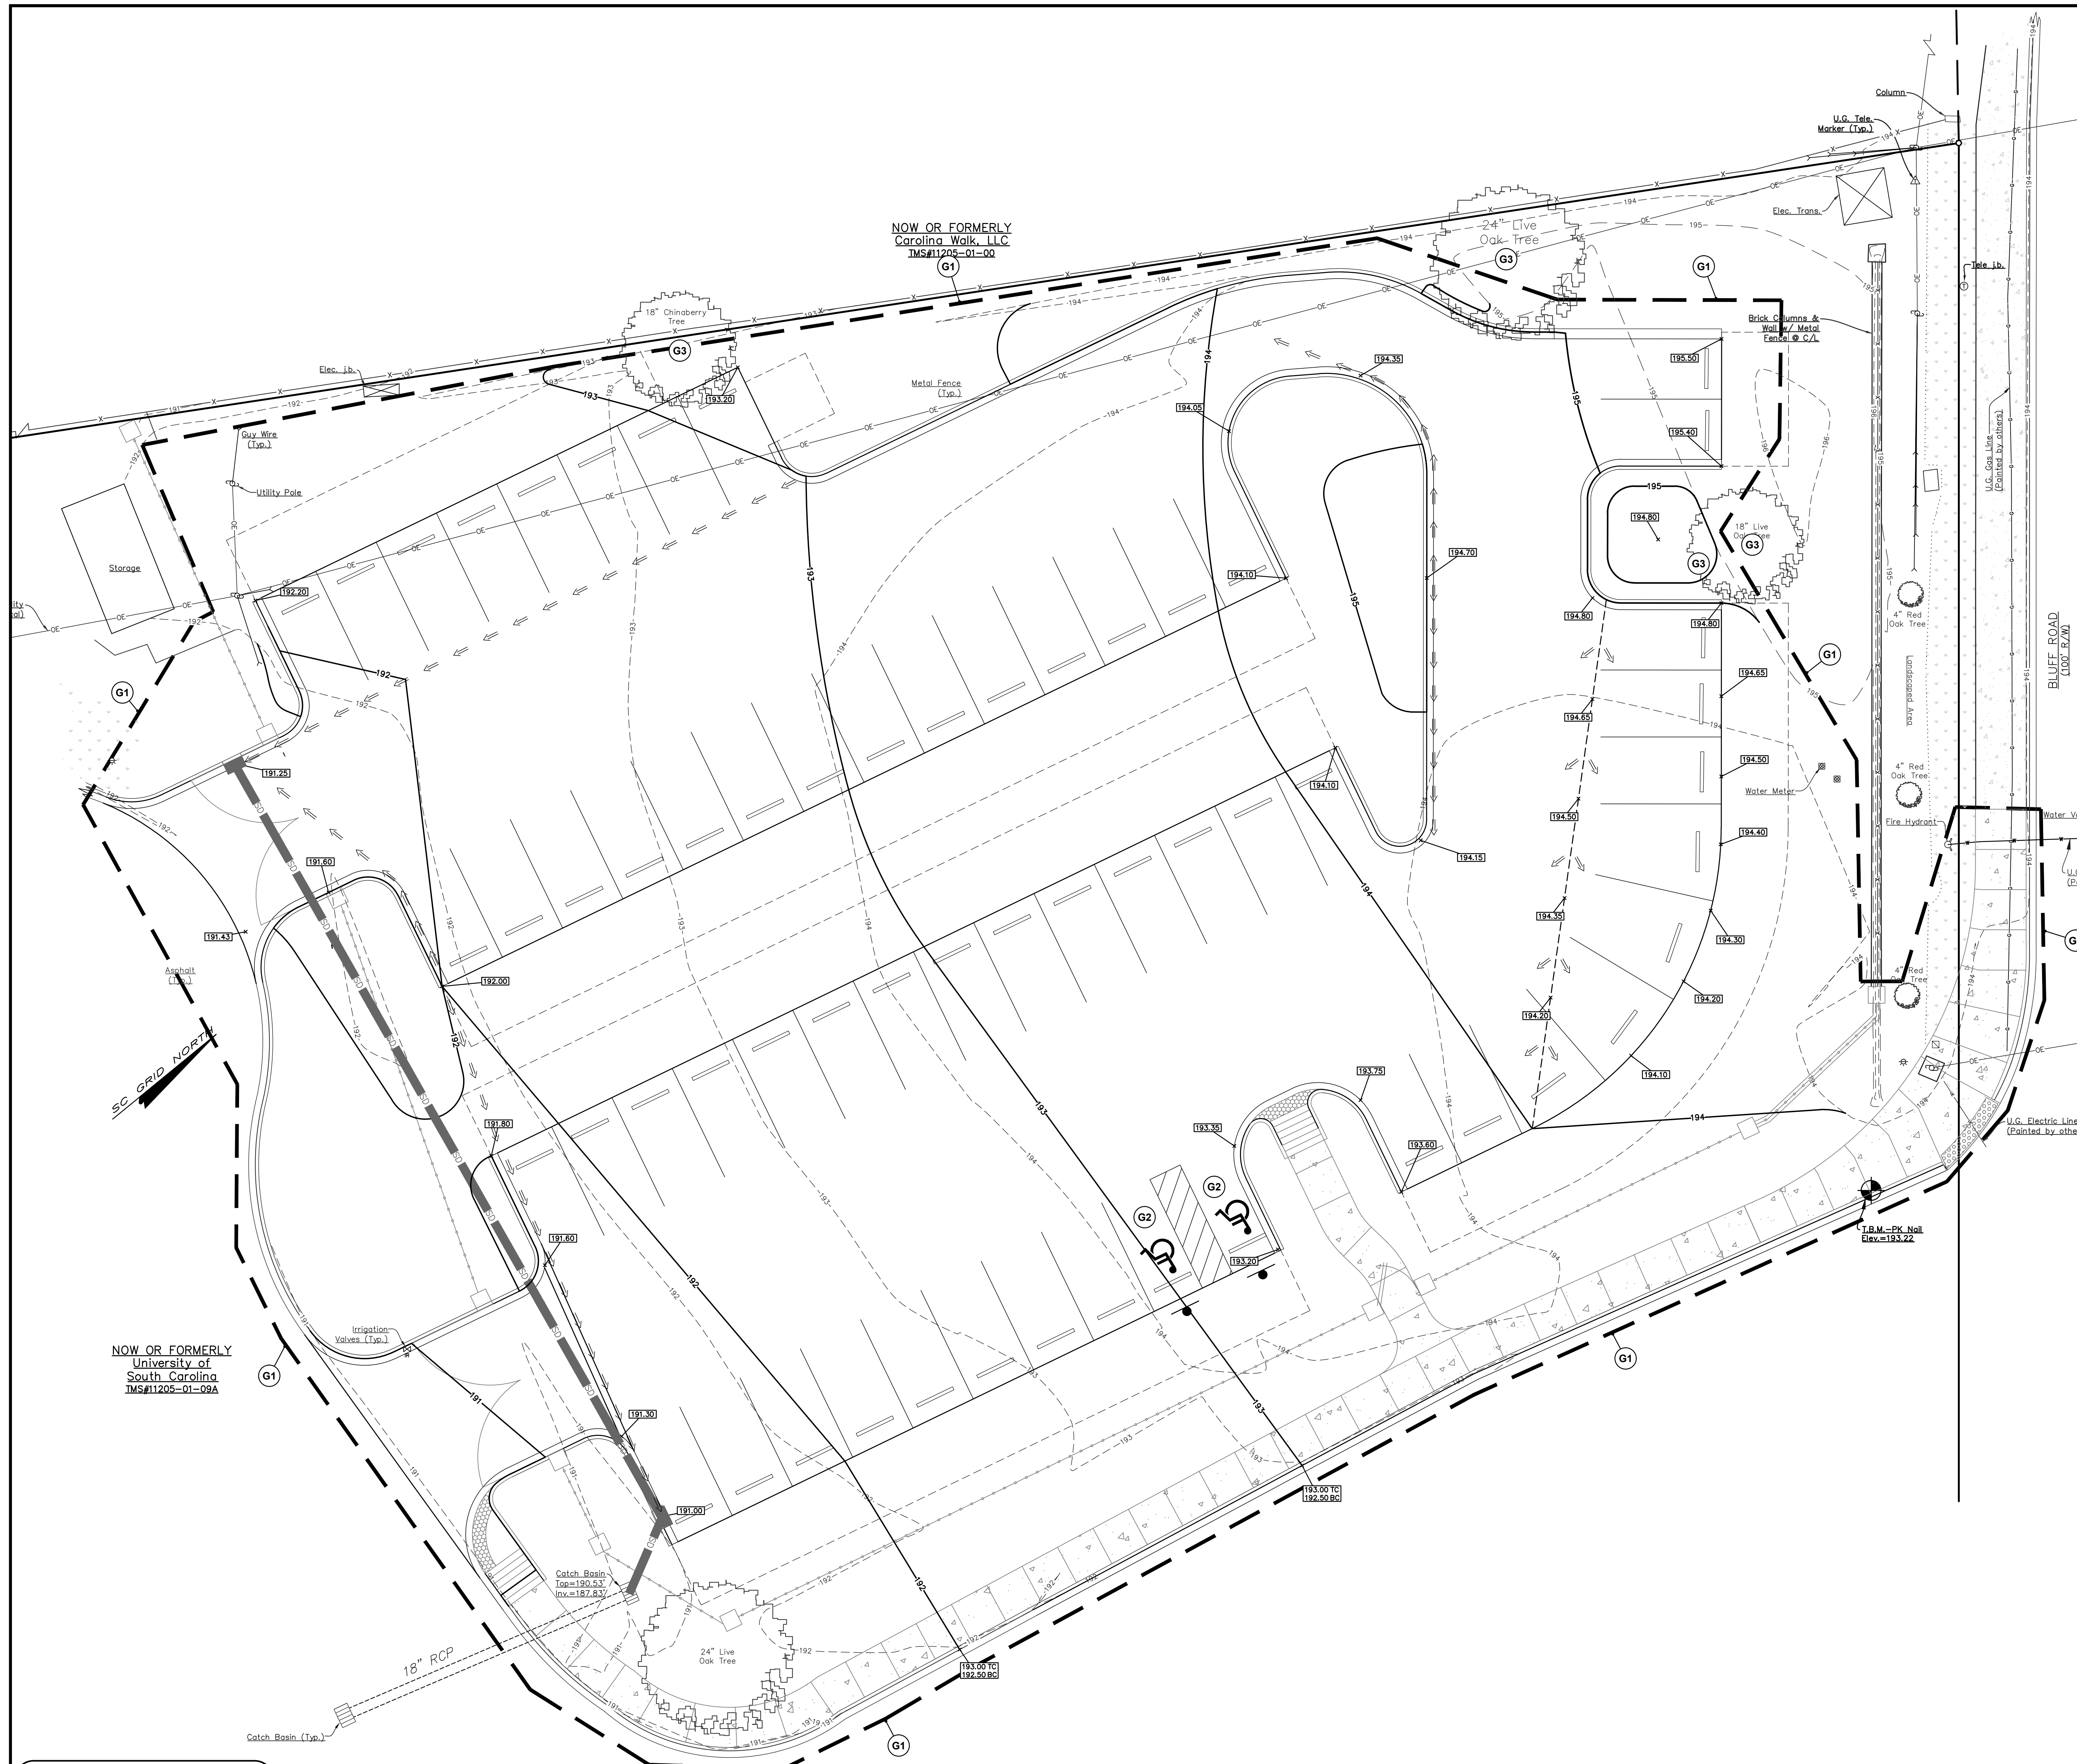 Column
U.G. Tele.
Marker (Typ.)
NOW OR FORMERLY
Carolina Walk, LLC
TMS#11205-01-00
G1
24" Live
Oak Tree
G3
G1
Elec. Trans.
Tele j.b.
18" Chinaberry
Tree
G3
Brick Columns &
Wall w/ Metal
Fence @ C/L
195.50
194.35
Elec. j.b.
Metal Fence
(Typ.)
193.20
194.05
195.40
Guy Wire
(Typ.)
U.G. Gas line
(Painted by others)
Utility Pole
194.80
18" Live
Oak Tree
G3
G3
Storage
194.10
194.70
192.20
194.80
194.80
4" Red
Oak Tree
BLUFF ROAD
(100' R/W)
G1
G1
Landscaped Area
194.65
194.65
191.25
194.10
194.50
4" Red
Oak Tree
Water Meter
194.50
Fire Hydrant
194.40
194.15
191.60
194.35
194.30
191.43
Asphalt
(Typ.)
192.00
4" Red
Oak Tree
194.20
194.20
SC GRID NORTH
193.75
194.10
191.80
193.35
193.60
U.G. Electric Line
G2
G2
191.60
193.20
T.B.M.-PK Nail
Elev.=193.22
Irrigation
Valves (Typ.)
NOW OR FORMERLY
University of
South Carolina
TMS#11205-01-09A
G1
G1
191.30
193.00 TC
192.50 BC
191.00
Catch Basin
Top=190.53'
Inv.=187.83'
18" RCP
24" Live
Oak Tree
193.00 TC
192.50 BC
Catch Basin (Typ.)
G1